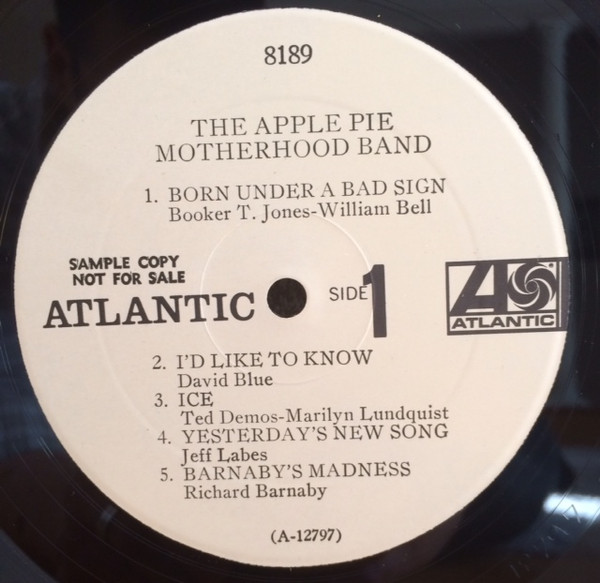 8189
THE APPLE PIE
MOTHERHOOD BAND
1. BORN UNDER A BAD SIGN
Booker T. Jones-William Bell
SAMPLE COPY
NOT FOR SALE
ATLANTIC
SIDE 1
ATLANTIC
2. I'D LIKE TO KNOW
David Blue
3. ICE
Ted Demos-Marilyn Lundquist
4. YESTERDAY'S NEW SONG
Jeff Labes
5. BARNABY'S MADNESS
Richard Barnaby
(A-12797)